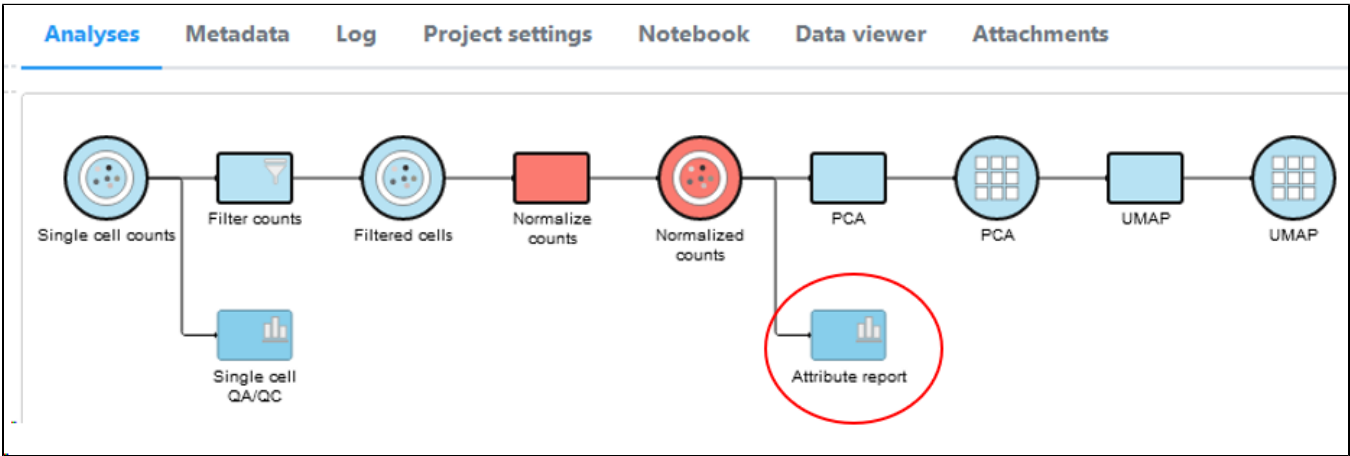 Analyses Metadata Log Project settings Notebook Data viewer Attachments
Single cell counts
Filter counts
Filtered cells
Normalize
counts
Normalized
counts
PCA
PCA
UMAP
UMAP
Single cell
QA/QC
Attribute report